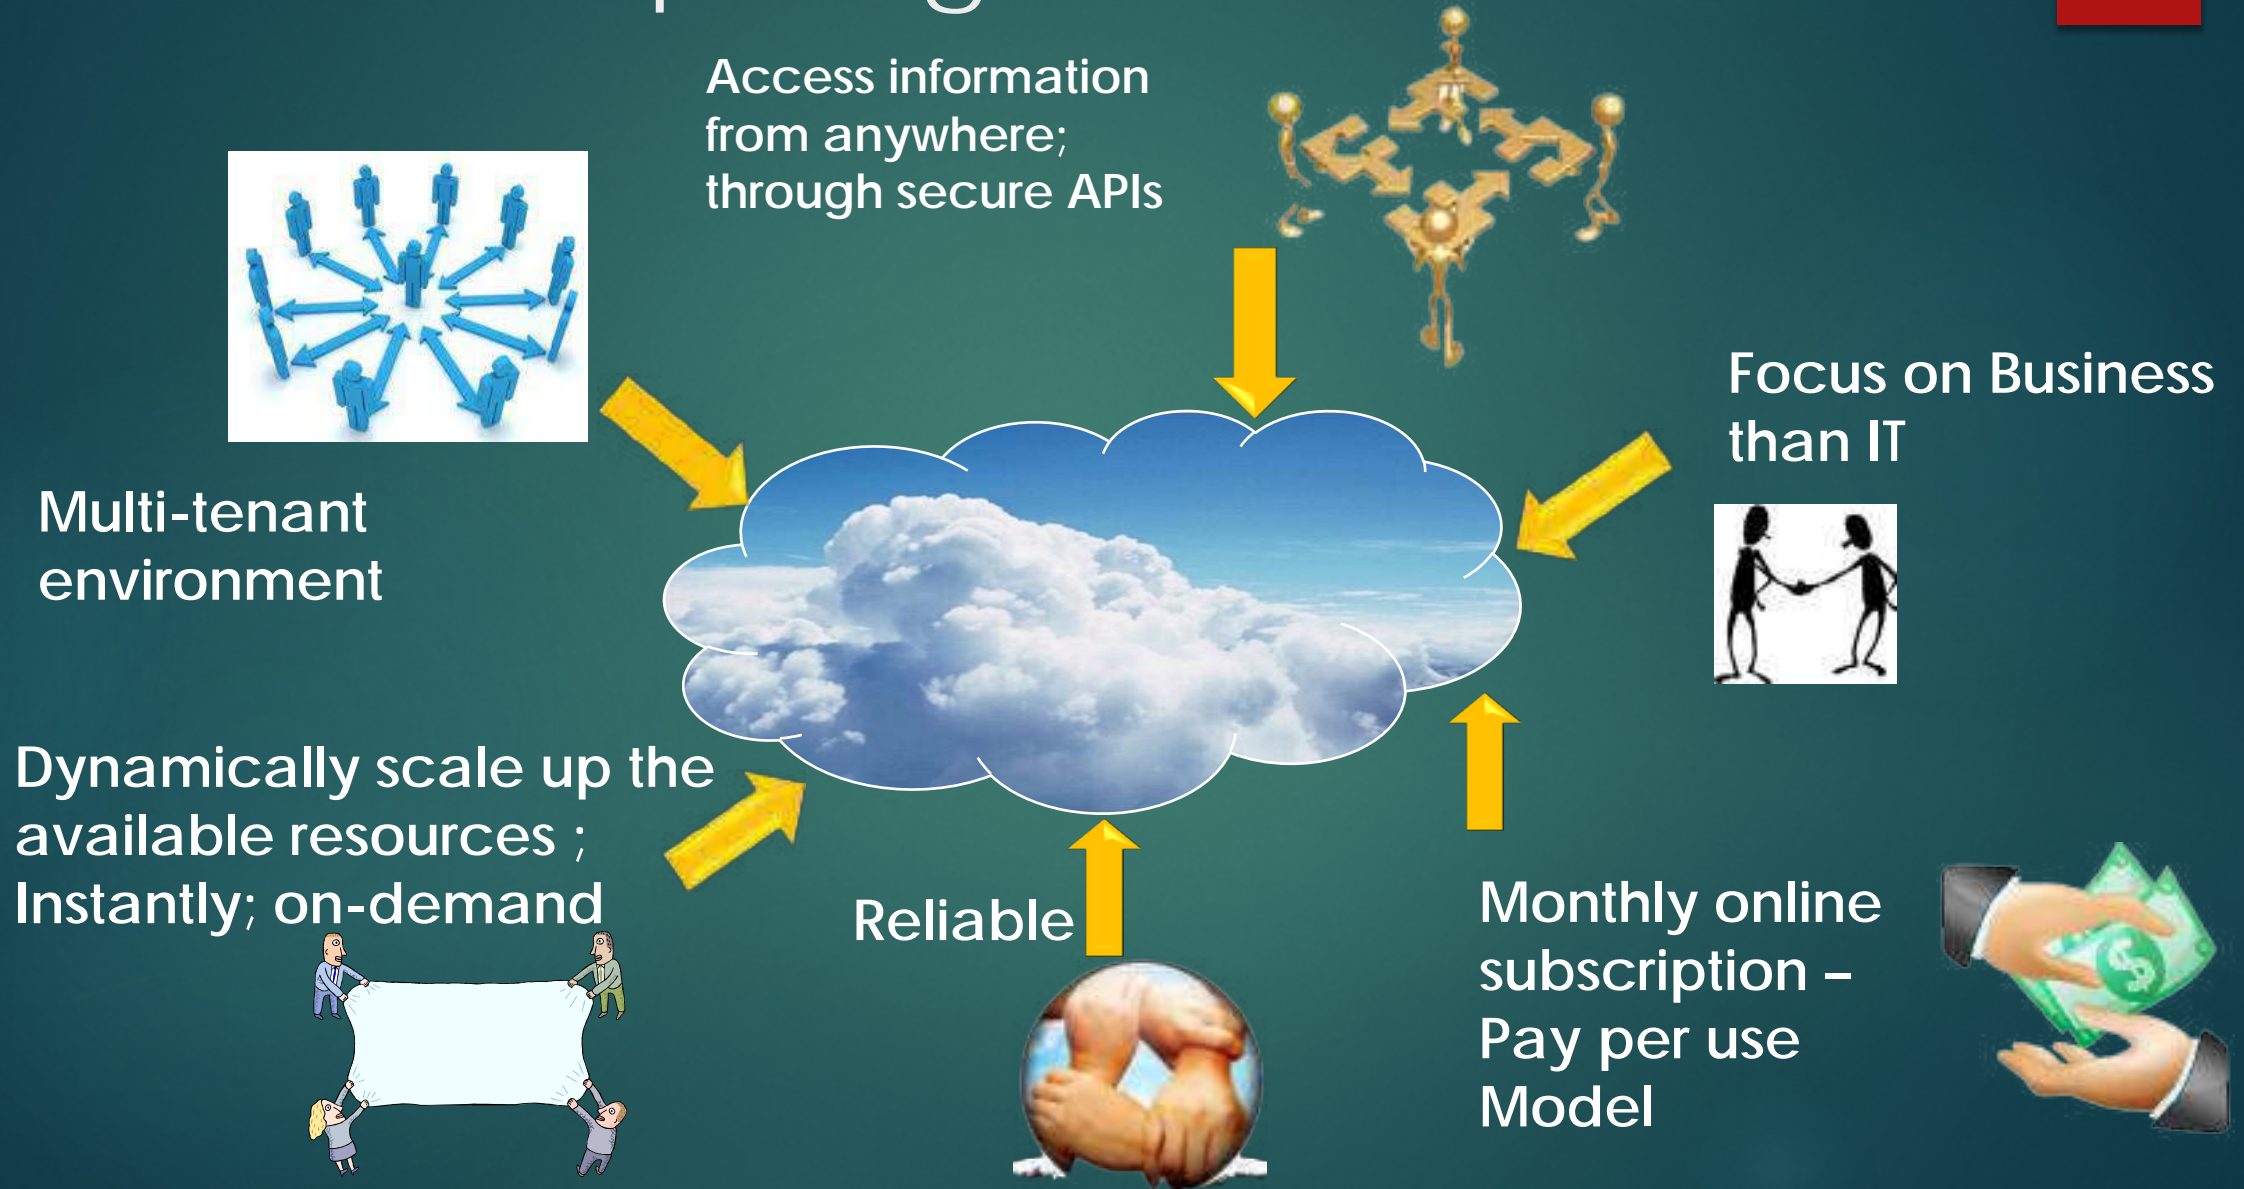 Access information
from anywhere;
through secure APIs
Focus on Business
than IT
Multi-tenant
environment
Dynamically scale up the
available resources ;
Instantly; on-demand
Reliable
Monthly online
subscription –
Pay per use
Model